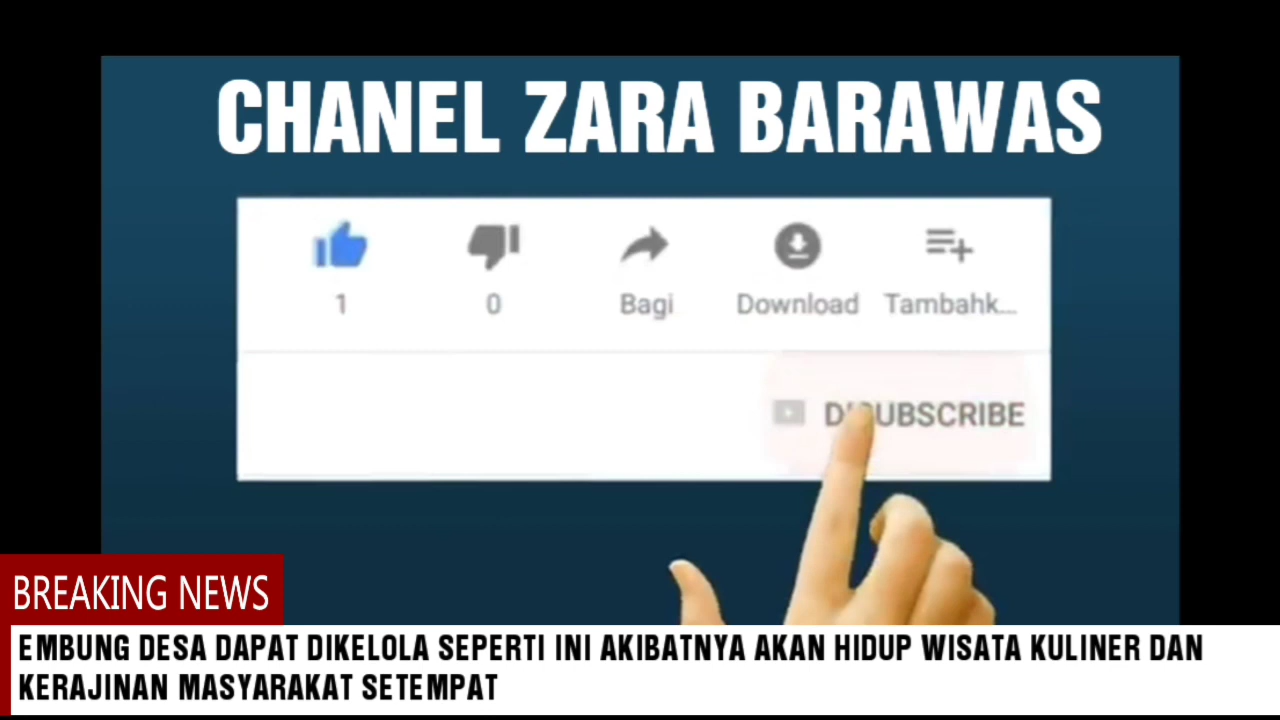 CHANEL ZARA BARAWAS
1 0 Bagi Download Tambahk...
BREAKING NEWS
EMBUNG DESA DAPAT DIKELOLA SEPERTI INI AKIBATNYA AKAN HIDUP WISATA KULINER DAN
KERAJINAN MASYARAKAT SETEMPAT